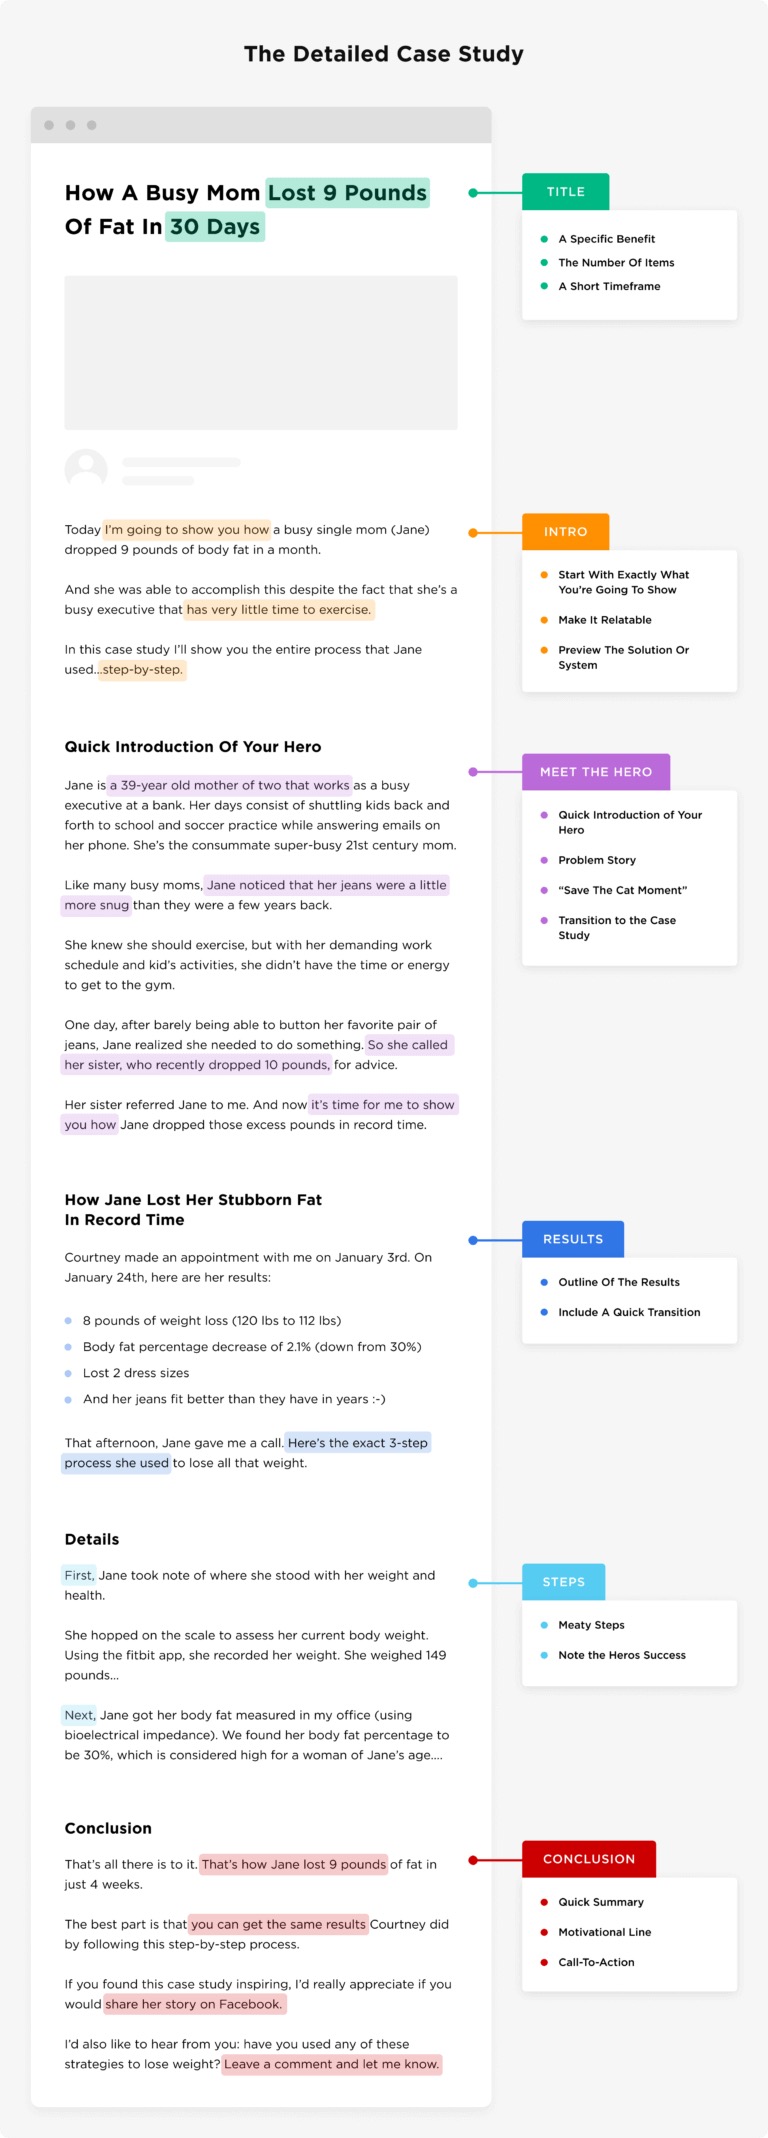 The Detailed Case Study
How A Busy Mom Lost 9 Pounds
Of Fat In 30 Days
TITLE
A Specific Benefit
The Number Of Items
A Short Timeframe
Today I'm going to show you how a busy single mom (Jane)
dropped 9 pounds of body fat in a month.
And she was able to accomplish this despite the fact that she's a
busy executive that has very little time to exercise.
In this case study I'll show you the entire process that Jane
used...step-by-step.
INTRO
Start With Exactly What
You're Going To Show
Make It Relatable
Preview The Solution Or
System
Quick Introduction Of Your Hero
Jane is a 39-year old mother of two that works as a busy
executive at a bank. Her days consist of shuttling kids back and
forth to school and soccer practice while answering emails on
her phone. She's the consummate super-busy 21st century mom.
Like many busy moms, Jane noticed that her jeans were a little
more snug than they were a few years back.
She knew she should exercise, but with her demanding work
schedule and kid's activities, she didn't have the time or energy
to get to the gym.
One day, after barely being able to button her favorite pair of
jeans, Jane realized she needed to do something. So she called
her sister, who recently dropped 10 pounds, for advice.
Her sister referred Jane to me. And now it's time for me to show
you how Jane dropped those excess pounds in record time.
MEET THE HERO
Quick Introduction of Your
Hero
Problem Story
“Save The Cat Moment”
Transition to the Case
Study
How Jane Lost Her Stubborn Fat
In Record Time
Courtney made an appointment with me on January 3rd. On
January 24th, here are her results:
8 pounds of weight loss (120 lbs to 112 lbs)
Body fat percentage decrease of 2.1% (down from 30%)
Lost 2 dress sizes
And her jeans fit better than they have in years :-)
That afternoon, Jane gave me a call. Here's the exact 3-step
process she used to lose all that weight.
RESULTS
Outline Of The Results
Include A Quick Transition
Details
First, Jane took note of where she stood with her weight and
health.
She hopped on the scale to assess her current body weight.
Using the fitbit app, she recorded her weight. She weighed 149
pounds...
Next, Jane got her body fat measured in my office (using
bioelectrical impedance). We found her body fat percentage to
be 30%, which is considered high for a woman of Jane's age....
STEPS
Meaty Steps
Note the Heros Success
Conclusion
That's all there is to it. That's how Jane lost 9 pounds of fat in
just 4 weeks.
The best part is that you can get the same results Courtney did
by following this step-by-step process.
If you found this case study inspiring, I'd really appreciate if you
would share her story on Facebook.
I'd also like to hear from you: have you used any of these
strategies to lose weight? Leave a comment and let me know.
CONCLUSION
Quick Summary
Motivational Line
Call-To-Action